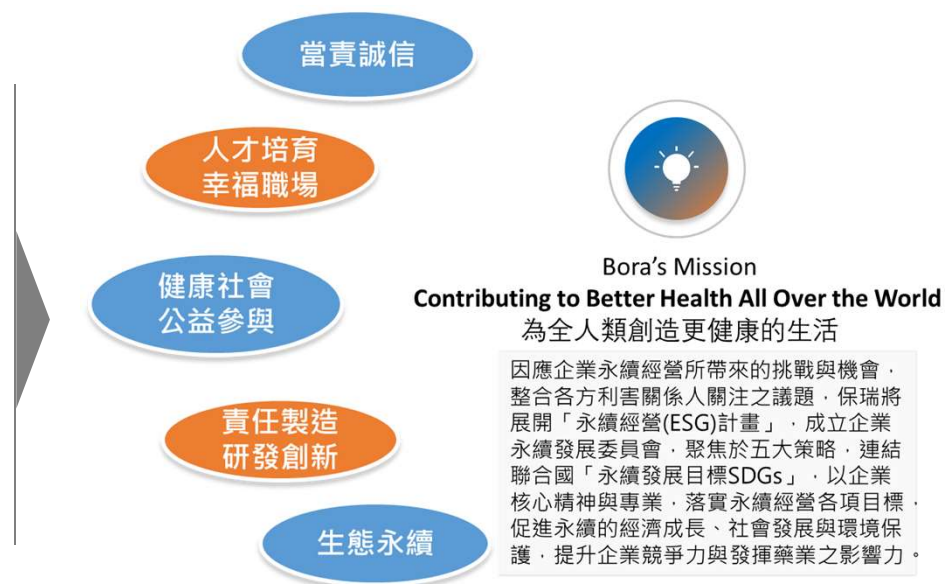 當責誠信
人才培育
幸福職場
健康社會
公益參與
責任製造
研發創新
生態永續
Bora's Mission
Contributing to Better Health All Over the World
為全人類創造更健康的生活
因應企業永續經營所帶來的挑戰與機會，
整合各方利害關係人關注之議題，保瑞將
展開「永續經營(ESG)計畫」，成立企業
永續發展委員會，聚焦於五大策略，連結
聯合國「永續發展目標SDGs」，以企業
核心精神與專業，落實永續經營各項目標，
促進永續的經濟成長、社會發展與環境保
護，提升企業競爭力與發揮藥業之影響力。